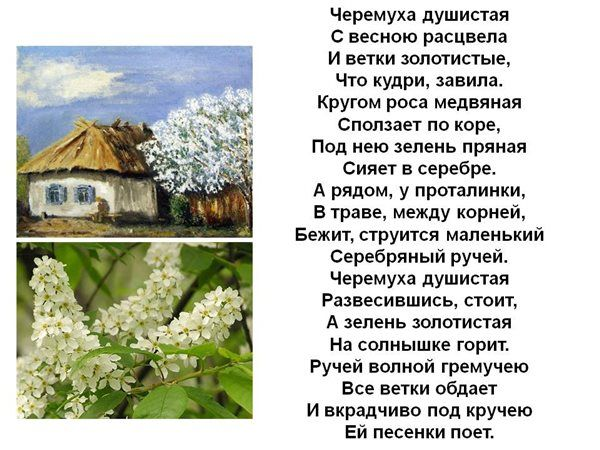 Черемуха душистая
С весною расцвела
И ветки золотистые,
Что кудри, завила.
Кругом роса медвяная
Сползает по коре,
Под нею зелень пряная
Сияет в серебре.
А рядом, у проталинки,
В траве, между корней,
Бежит, струится маленький
Серебряный ручей.
Черемуха душистая
Развесившись, стоит,
А зелень золотистая
На солнышке горит.
Ручей волной гремучею
Все ветки обдает
И вкрадчиво под кручею
Ей песенки поет.